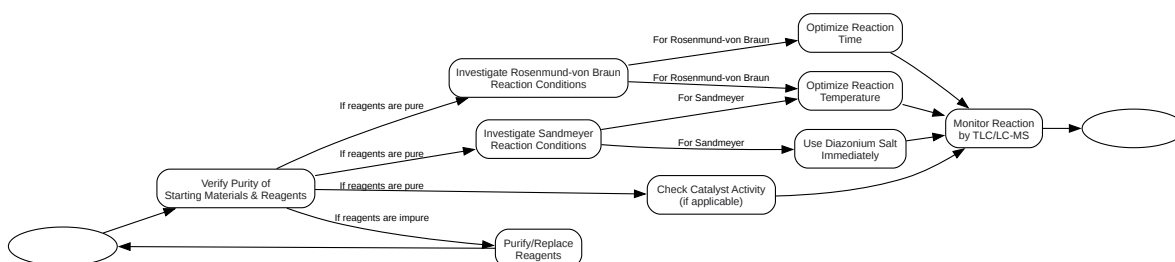 Optimize Reaction
Time
For Rosenmund-von Braun
Investigate Rosenmund-von Braun
Reaction Conditions
For Rosenmund-von Braun
Optimize Reaction
Temperature
For Sandmeyer
If reagents are pure
Monitor Reaction
by TLC/LC-MS
Investigate Sandmeyer
Reaction Conditions
For Sandmeyer
Use Diazonium Salt
Immediately
If reagents are pure
Verify Purity of
Starting Materials & Reagents
If reagents are pure
Check Catalyst Activity
(if applicable)
If reagents are impure
Purify/Replace
Reagents